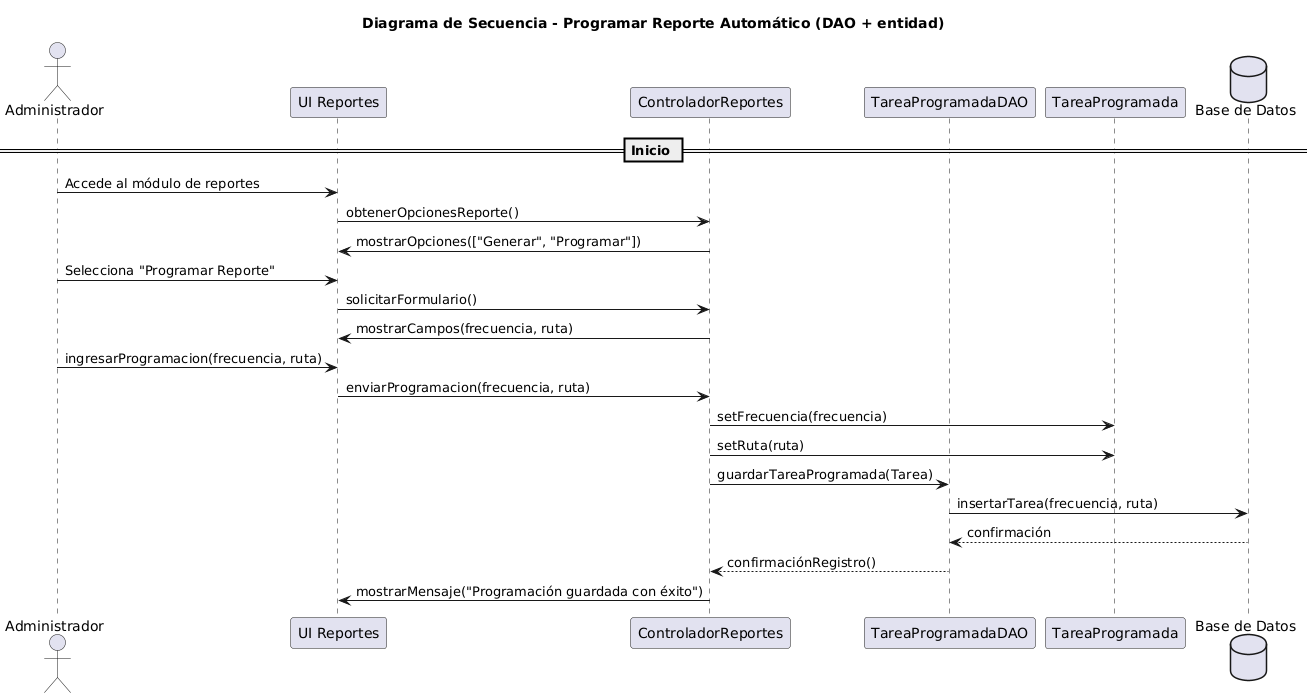 Diagrama de Secuencia - Programar Reporte Automático (DAO + entidad)
Administrador
UI Reportes
ControladorReportes
TareaProgramadaDAO
TareaProgramada
Base de Datos
Inicio
Accede al módulo de reportes
obtenerOpcionesReporte()
mostrarOpciones(["Generar", "Programar"])
Selecciona "Programar Reporte"
solicitarFormulario()
mostrarCampos(frecuencia, ruta)
ingresarProgramacion(frecuencia, ruta)
enviarProgramacion(frecuencia, ruta)
setFrecuencia(frecuencia)
setRuta(ruta)
guardarTareaProgramada(Tarea)
insertarTarea(frecuencia, ruta)
confirmación
confirmaciónRegistro()
mostrarMensaje("Programación guardada con éxito")
Administrador
UI Reportes
ControladorReportes
TareaProgramadaDAO
TareaProgramada
Base de Datos